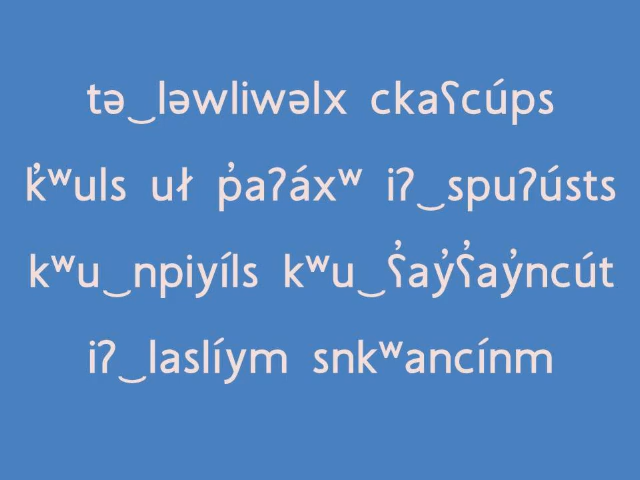 tə‿ləwliwəlx ckaʕcúps
k̓ʷuls uł p̓aʔáxʷ iʔ‿spuʔústs
kʷu‿npiyíls kʷu‿ʕ̓ay̓ʕ̓ay̓ncút
iʔ‿laslíym snkʷancínm